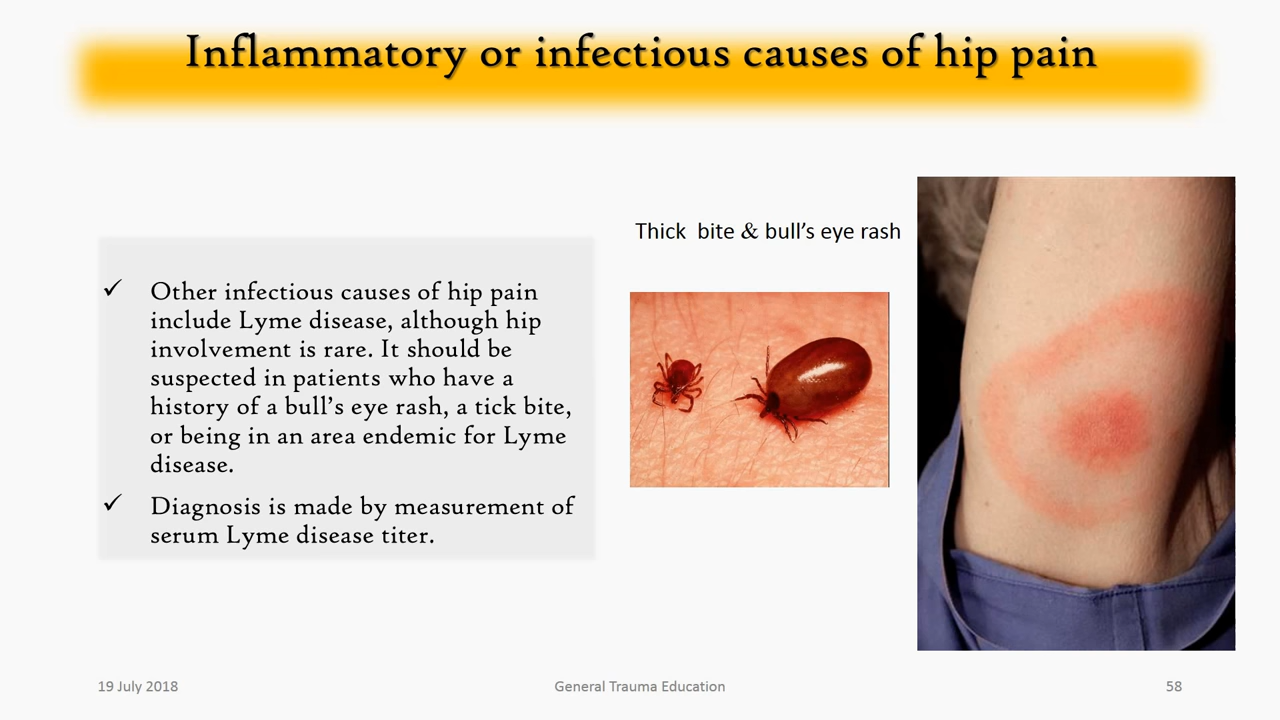 Inflammatory or infectious causes of hip pain
Thick bite & bull's eye rash
✓ Other infectious causes of hip pain
include Lyme disease, although hip
involvement is rare. It should be
suspected in patients who have a
history of a bull's eye rash, a tick bite,
or being in an area endemic for Lyme
disease.
✓ Diagnosis is made by measurement of
serum Lyme disease titer.
19 July 2018
General Trauma Education
58